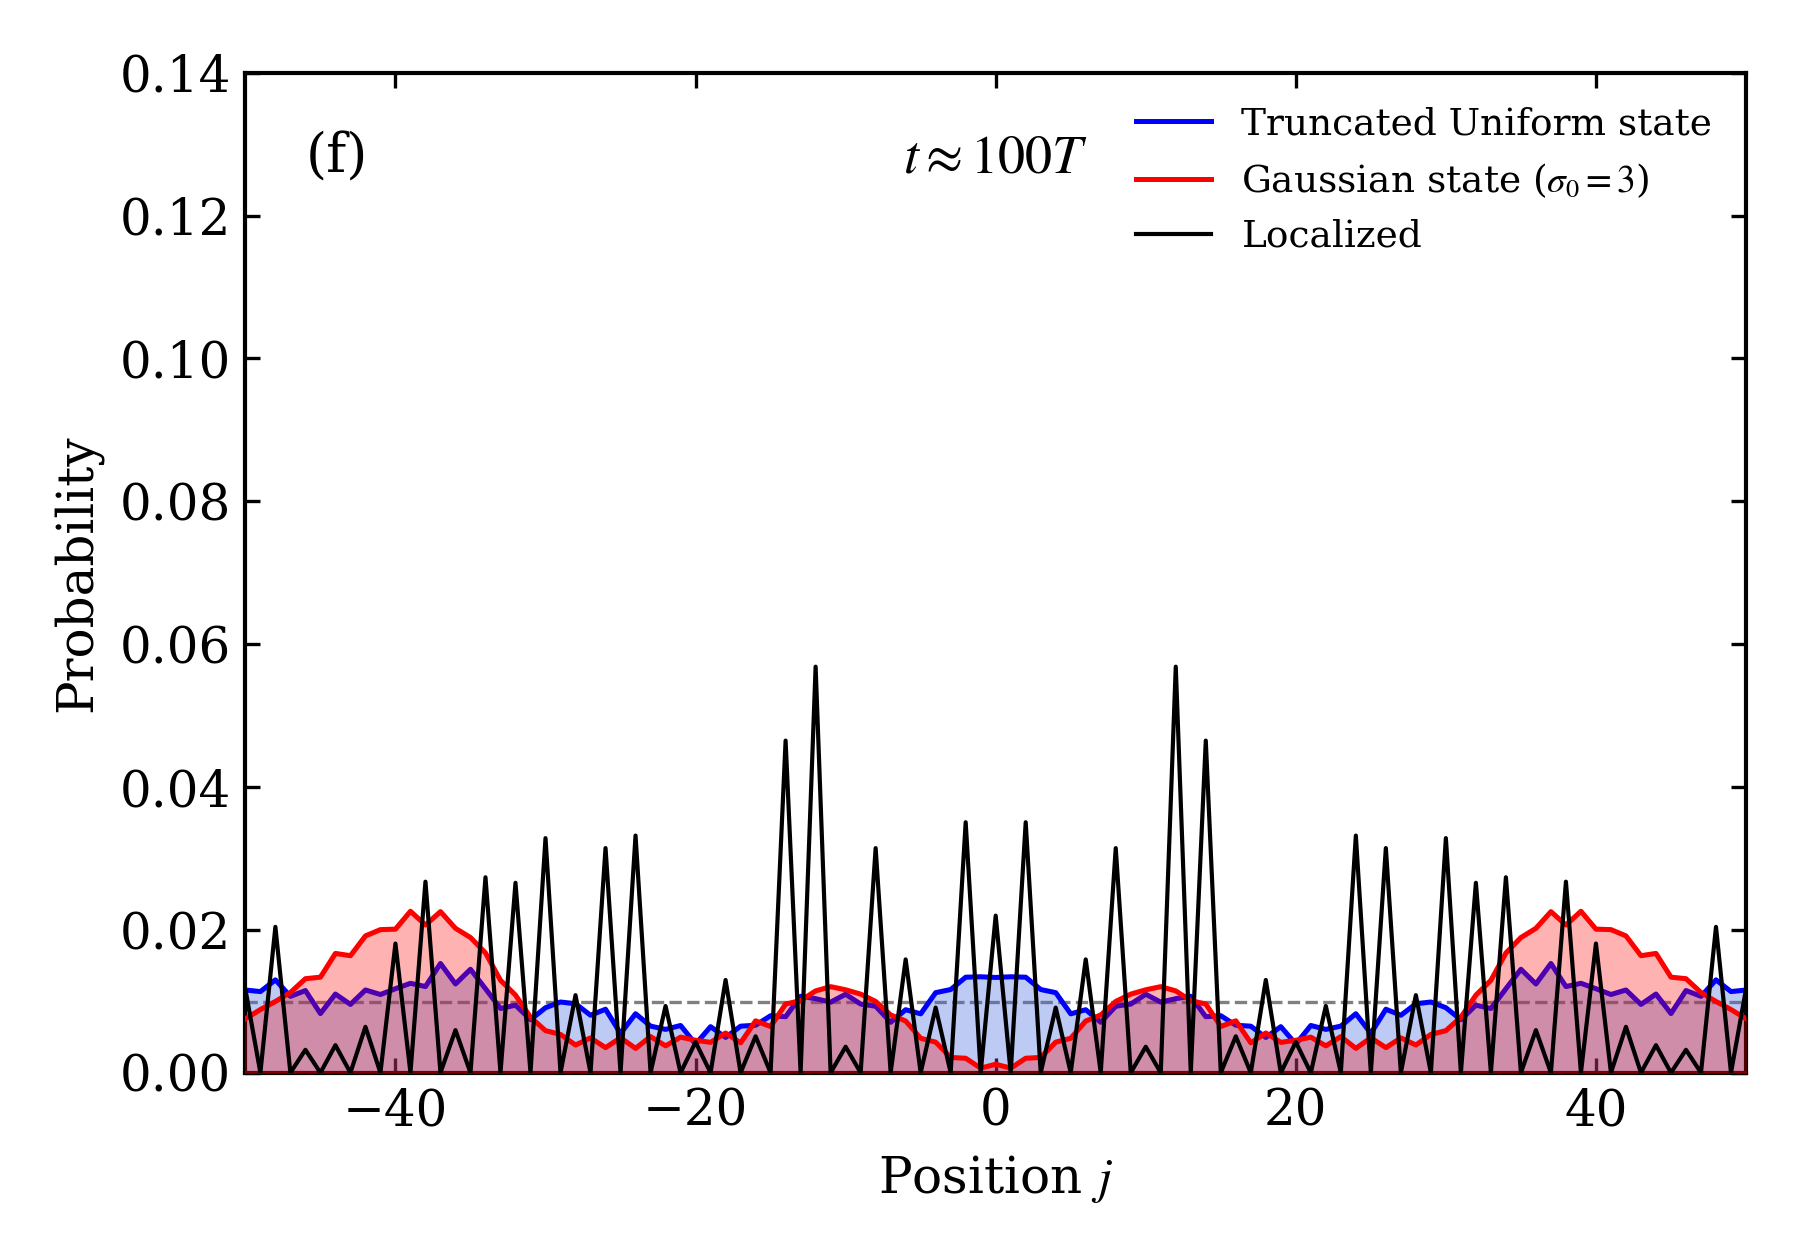 0.14
0.12
0.10
0.08
0.06
0.04
0.02
0.00
Probability
(f)
t ≈ 100T
Truncated Uniform state
Gaussian state (σ₀ = 3)
Localized
−40
−20
0
20
40
Position j